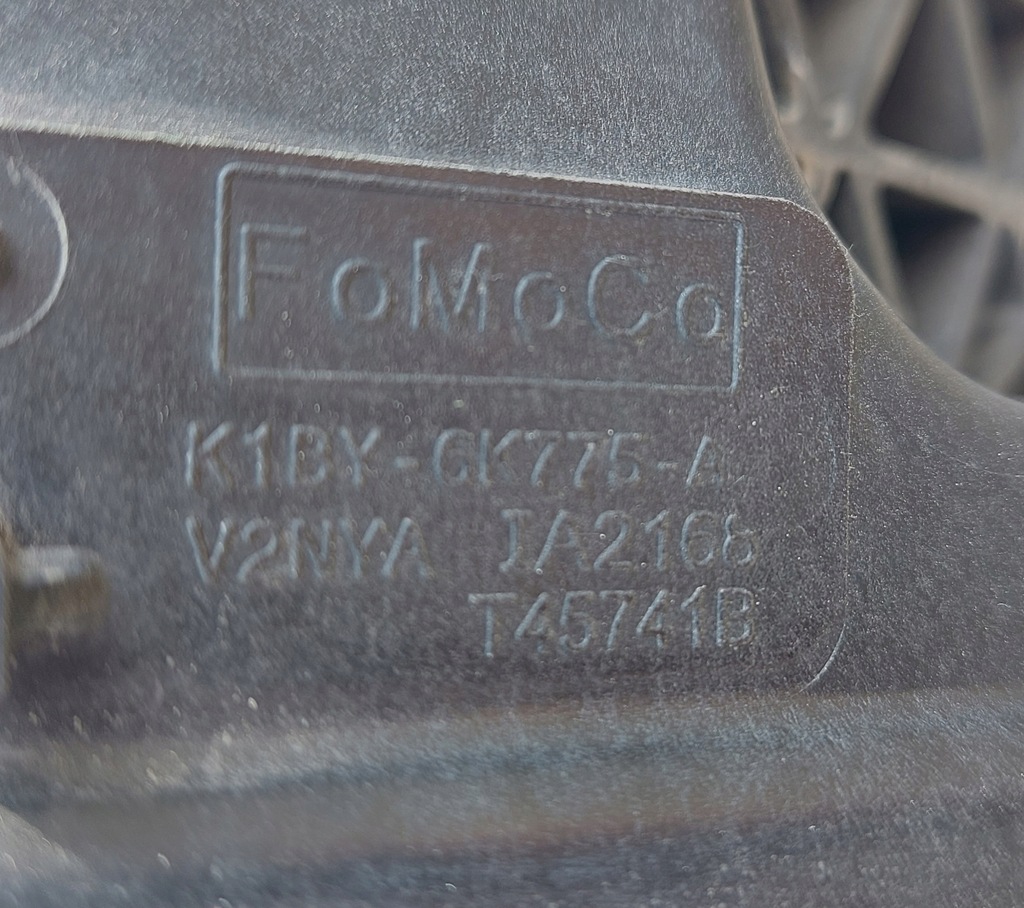 FoMoCo
K1BY-6K775-A
V2NYA IA2168
T45741B